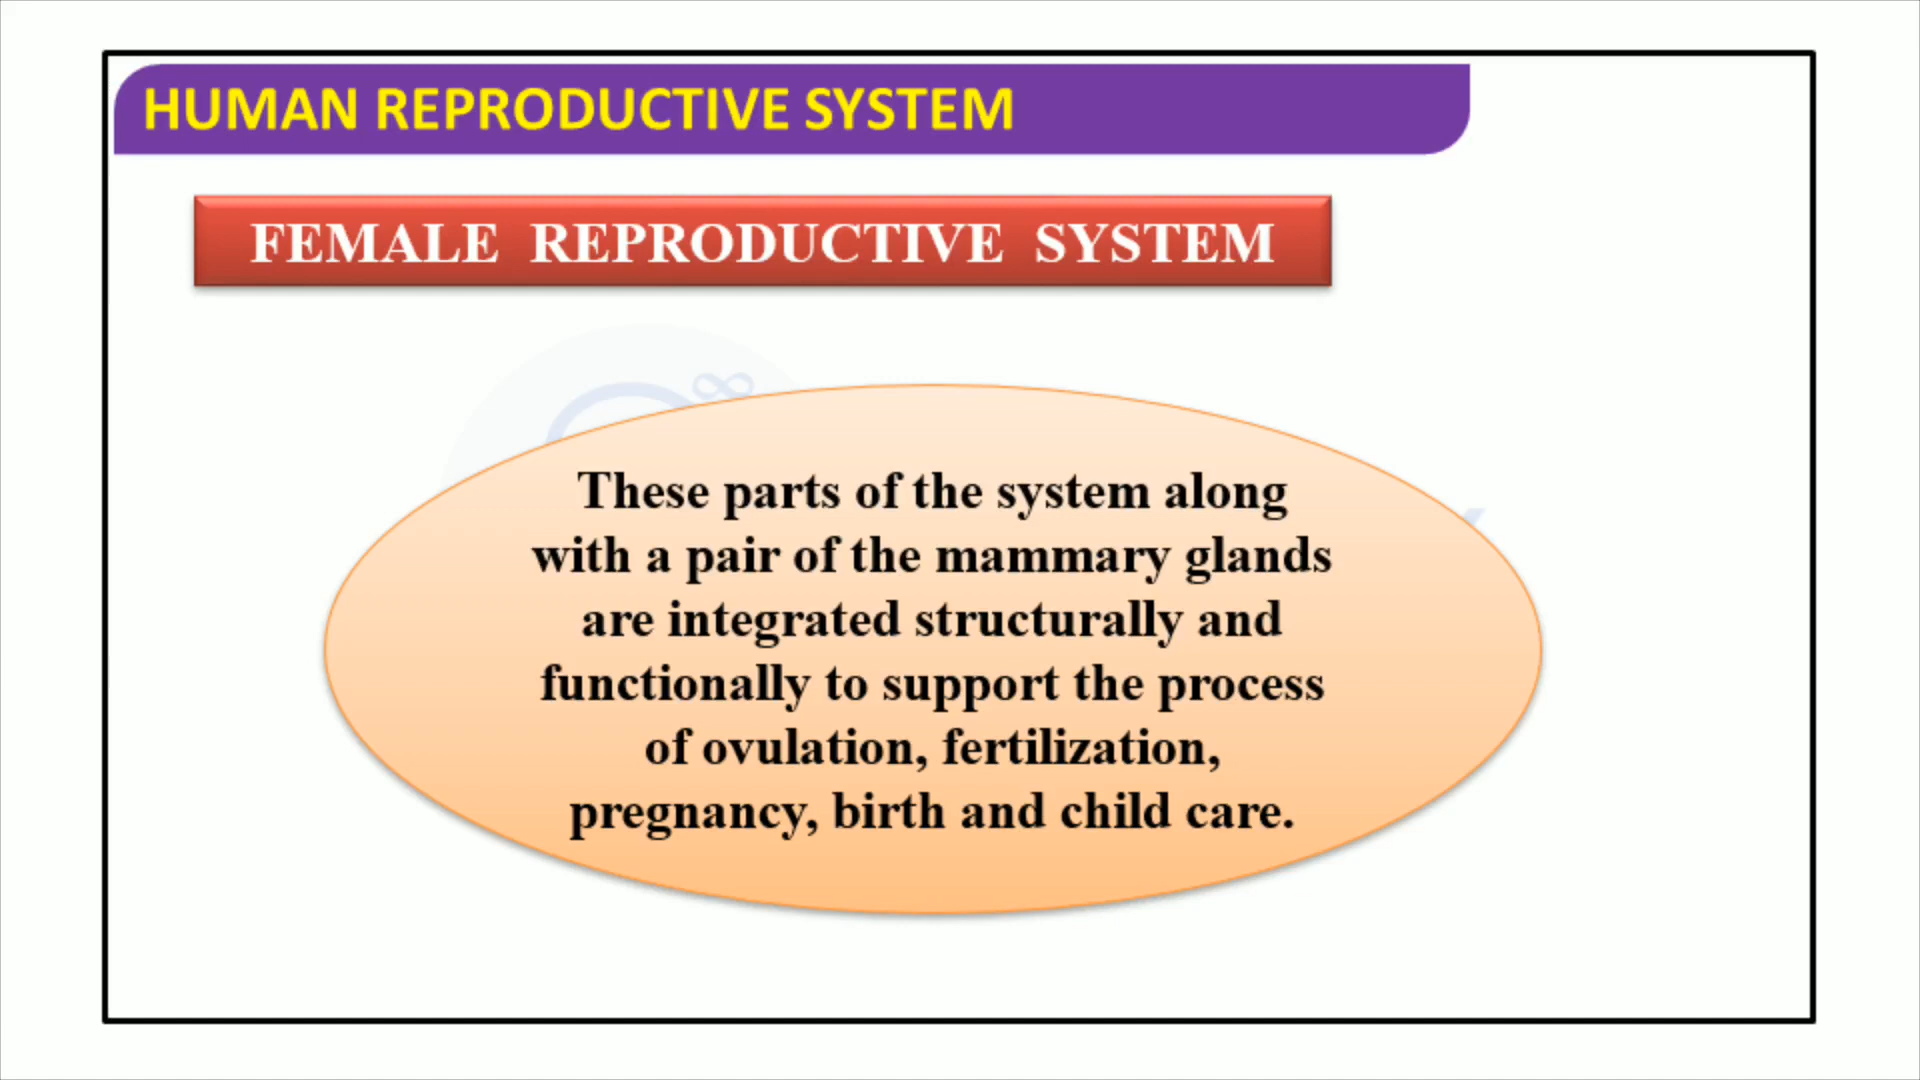 HUMAN REPRODUCTIVE SYSTEM
FEMALE REPRODUCTIVE SYSTEM
These parts of the system along
with a pair of the mammary glands
are integrated structurally and
functionally to support the process
of ovulation, fertilization,
pregnancy, birth and child care.